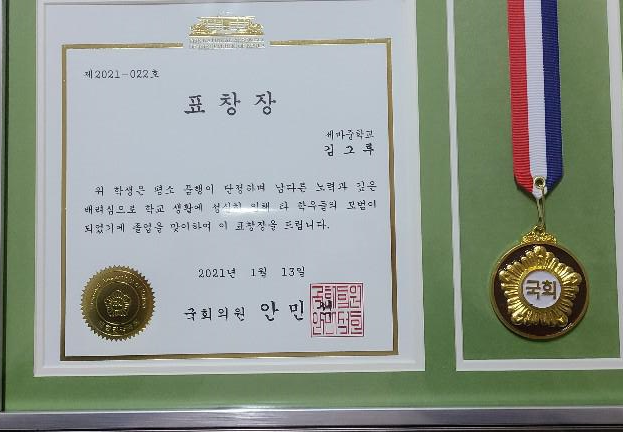 제2021-022호
표창장
세마중학교
김그루
위 학생은 평소 품행이 단정하며 남다른 노력과 깊은
배려심으로 학교 생활에 성실히 임해 타 학우들의 모범이
되었기에 졸업을 맞이하여 이 표창장을 드립니다.
2021년 1월 13일
국회의원 안민석
국회